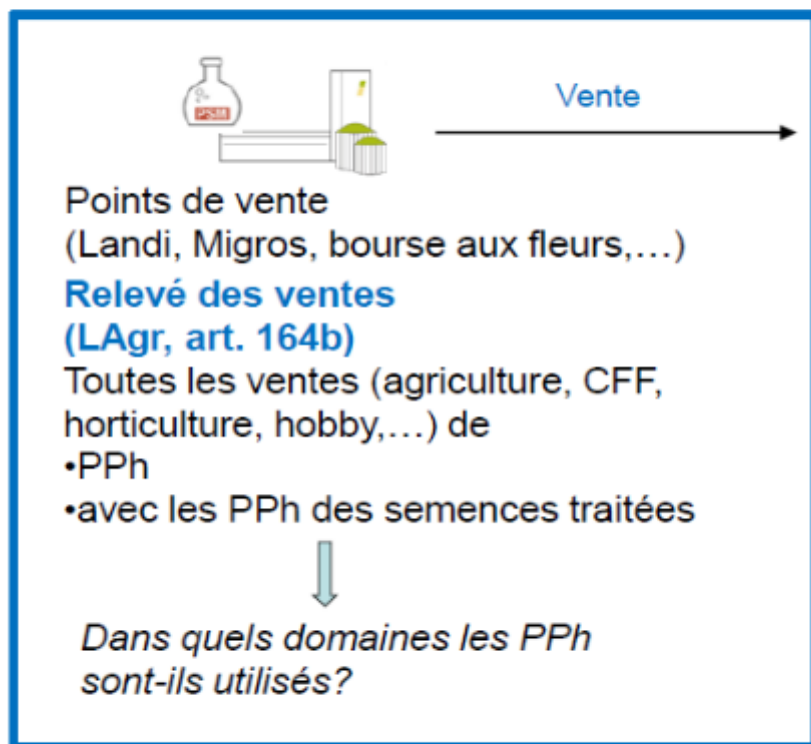 PSM
Vente
Points de vente
(Landi, Migros, bourse aux fleurs,…)
Relevé des ventes
(LAgr, art. 164b)
Toutes les ventes (agriculture, CFF,
horticulture, hobby,…) de
•PPh
•avec les PPh des semences traitées
Dans quels domaines les PPh
sont-ils utilisés?